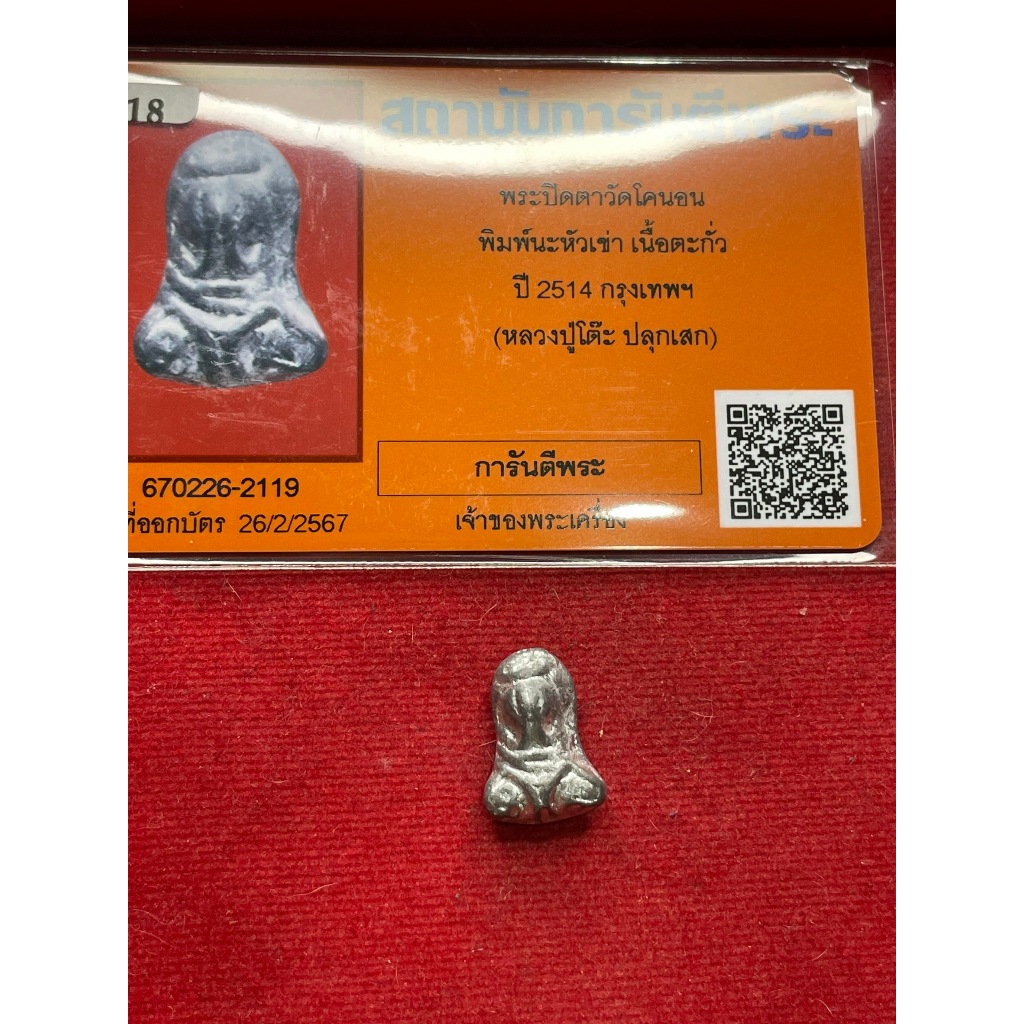 18
สถาบันการันตีพระ
พระปิดตาวัดโคนอน
พิมพ์นะหัวเข่า เนื้อตะกั่ว
ปี 2514 กรุงเทพฯ
(หลวงปู่โต๊ะ ปลุกเสก)
การันตีพระ
670226-2119
ที่ออกบัตร 26/2/2567
เจ้าของพระเครื่อง